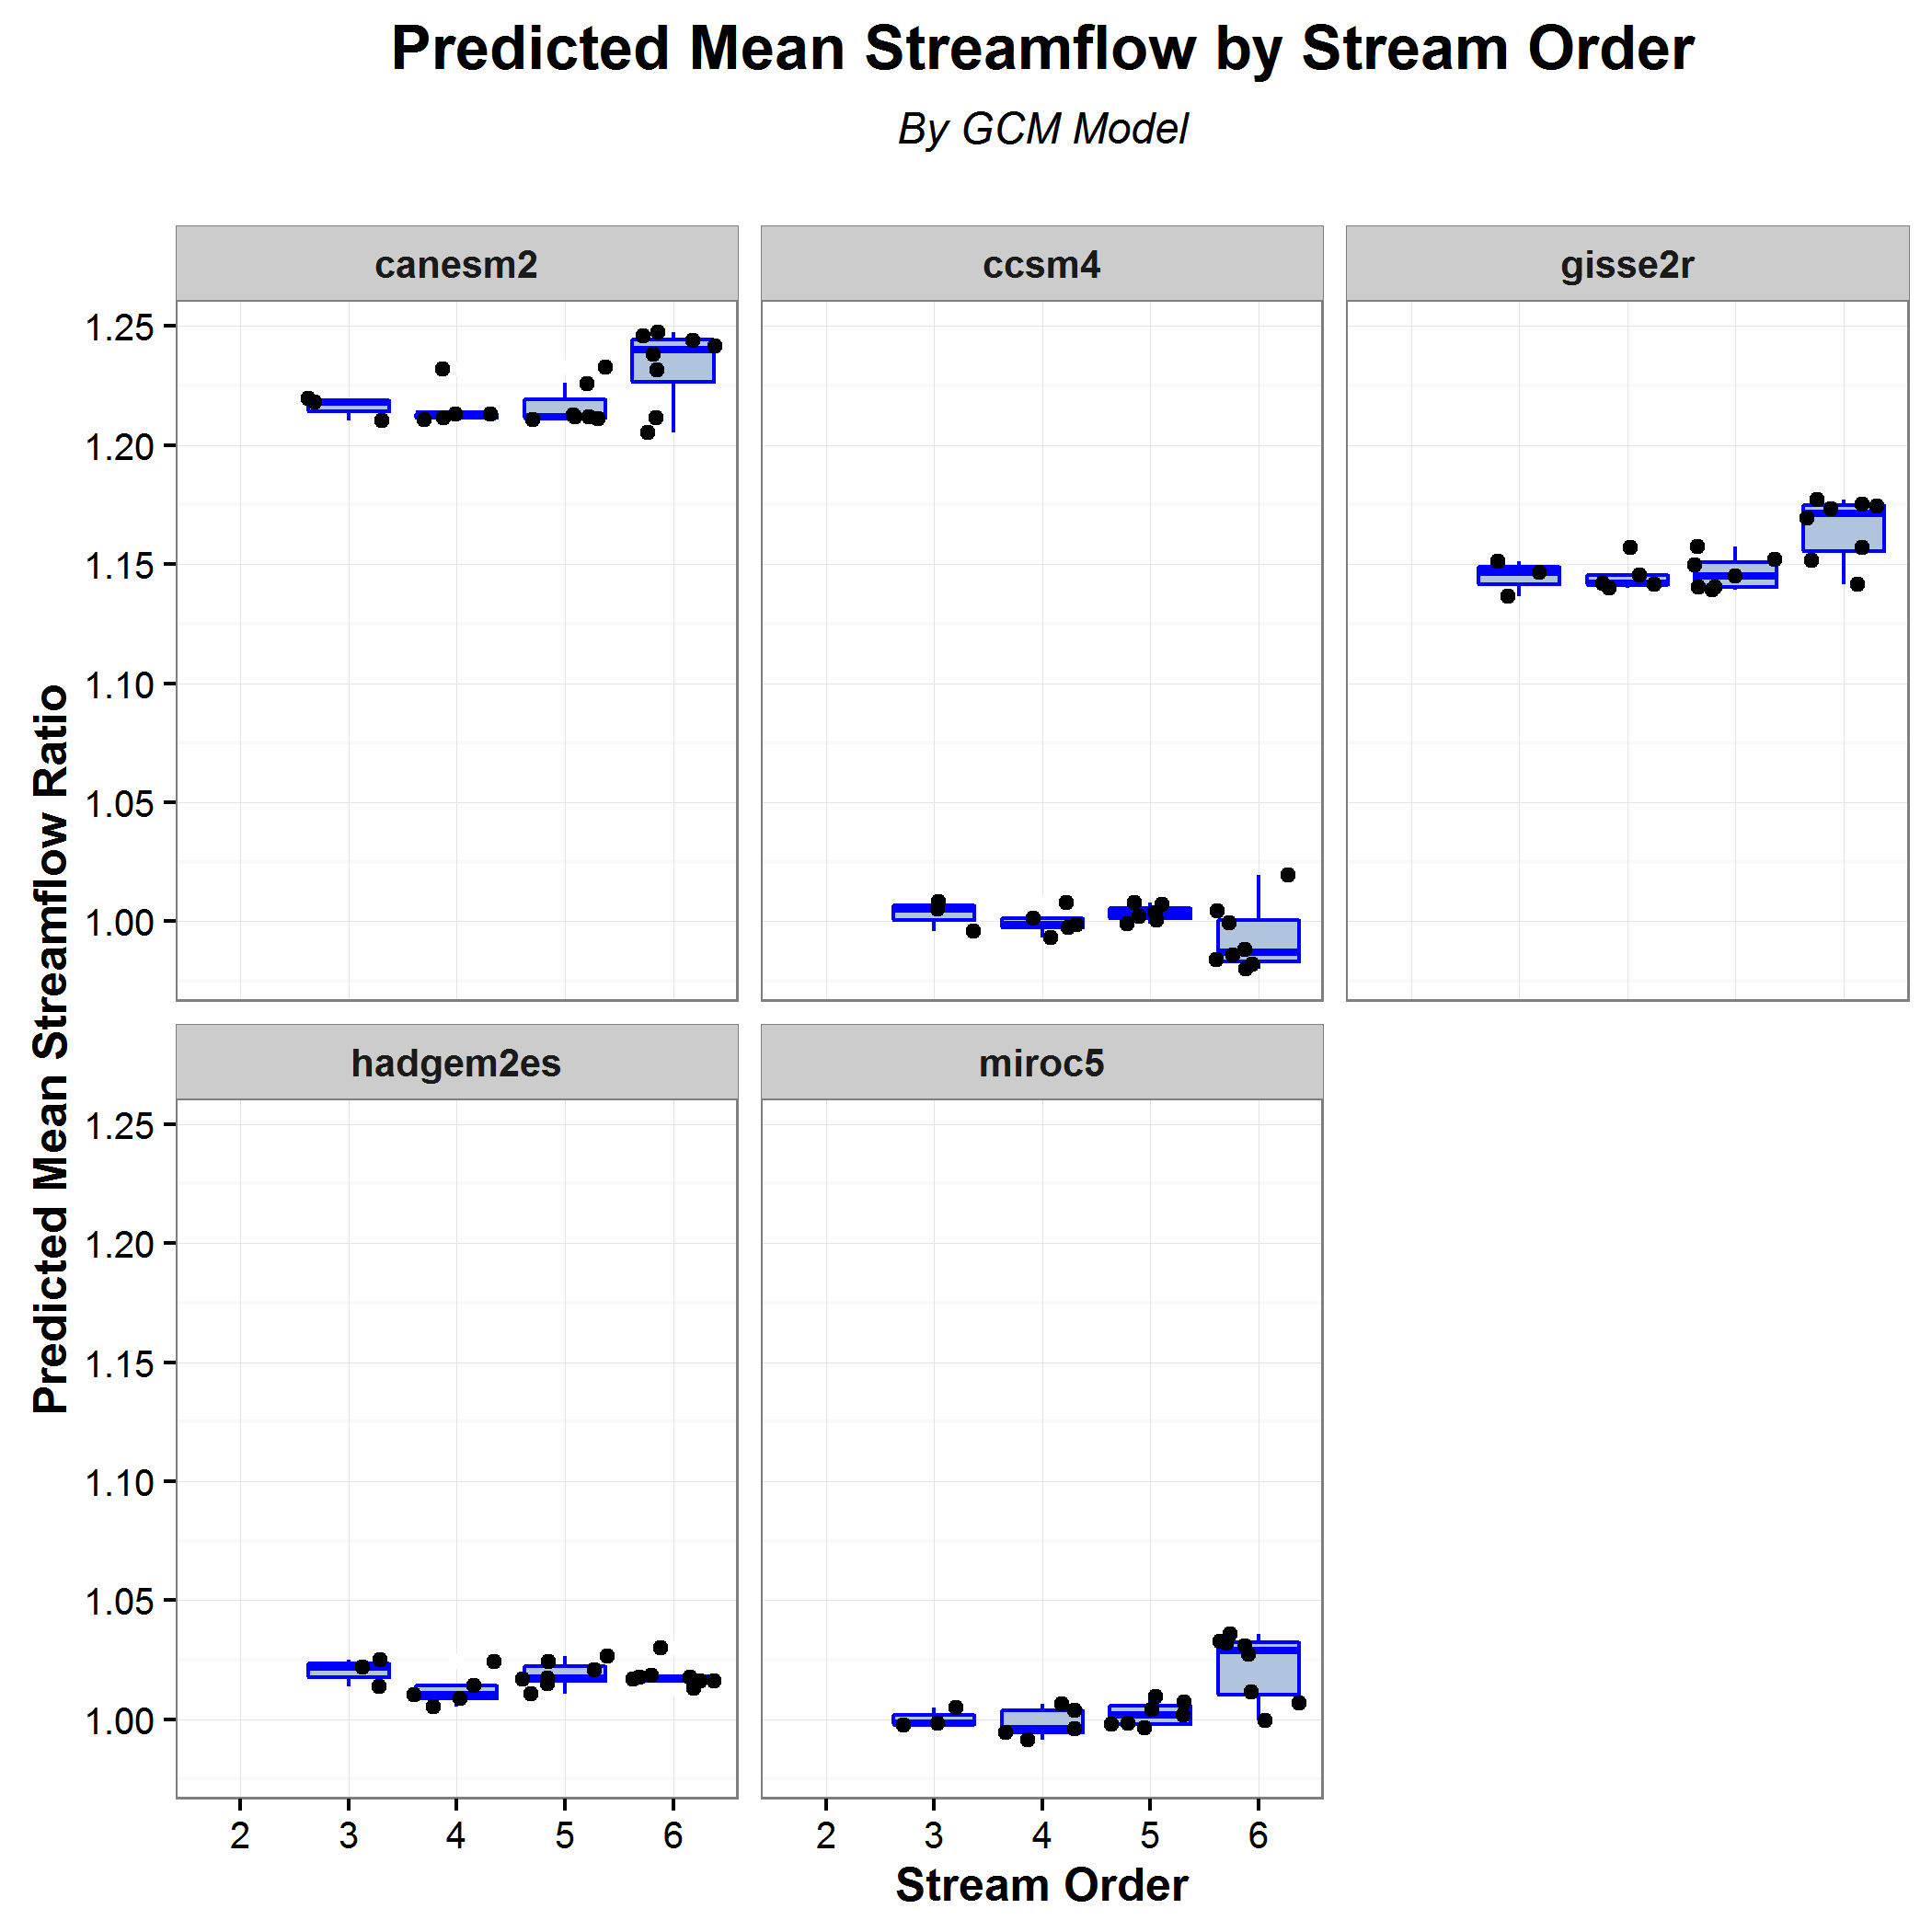 Predicted Mean Streamflow by Stream Order
By GCM Model
canesm2
ccsm4
gisse2r
1.25
1.20
1.15
1.10
1.05
1.00
Predicted Mean Streamflow Ratio
hadgem2es
miroc5
1.25
1.20
1.15
1.10
1.05
1.00
2 3 4 5 6
2 3 4 5 6
Stream Order